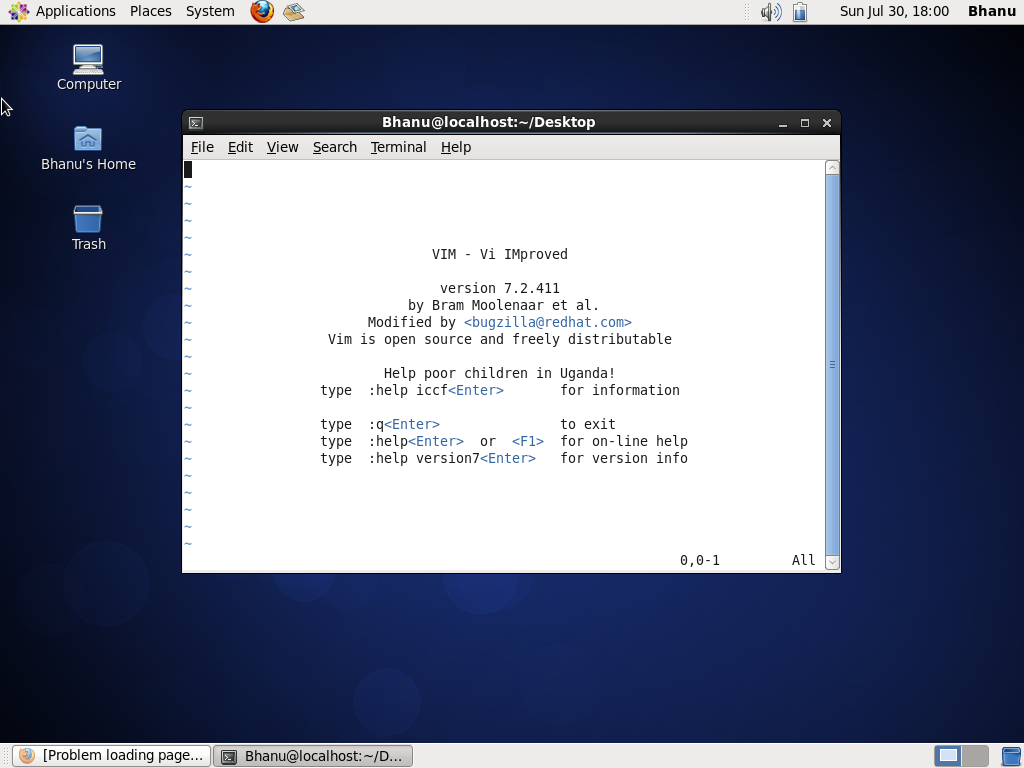 Applications Places System Sun Jul 30, 18:00 Bhanu
Computer
Bhanu's Home
Trash
Bhanu@localhost:~/Desktop
File Edit View Search Terminal Help
~
~
~
~
VIM - Vi IMproved
~
~ version 7.2.411
~ by Bram Moolenaar et al.
~ Modified by <bugzilla@redhat.com>
~ Vim is open source and freely distributable
~
~ Help poor children in Uganda!
~ type :help iccf<Enter> for information
~
~ type :q<Enter> to exit
~ type :help<Enter> or <F1> for on-line help
~ type :help version7<Enter> for version info
~
~
~
~
~
0,0-1 All
[Problem loading page... Bhanu@localhost:~/D...